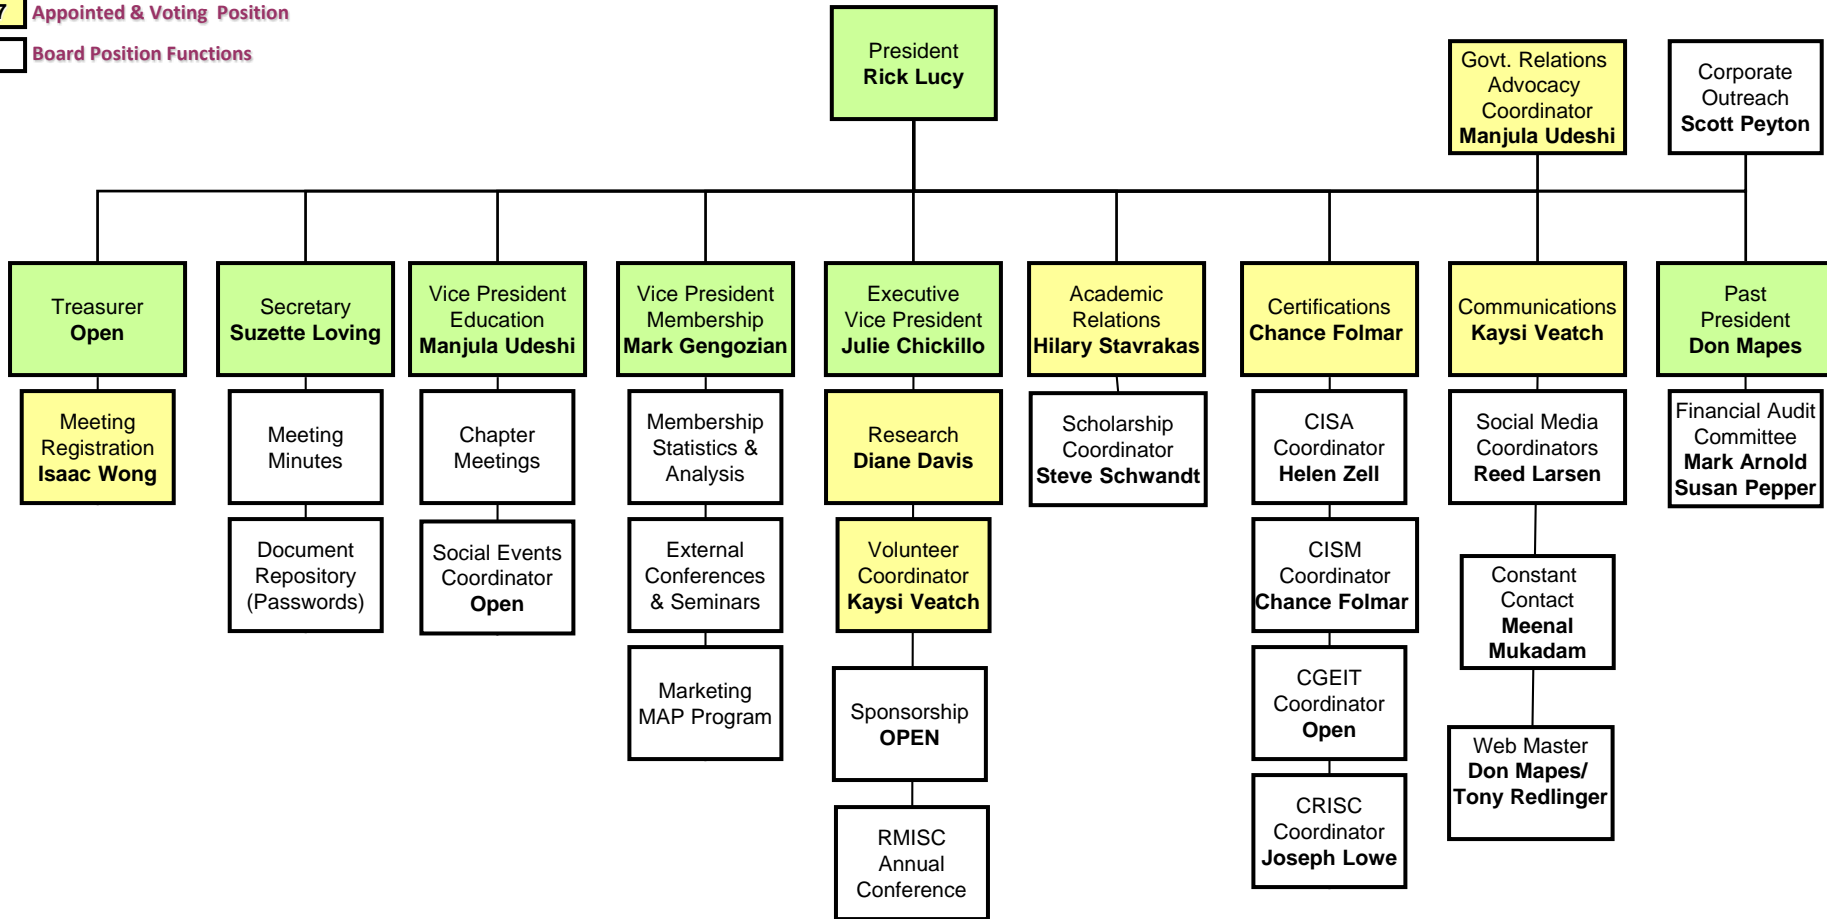 7 Appointed & Voting Position
Board Position Functions
President
Rick Lucy
Govt. Relations
Advocacy
Coordinator
Manjula Udeshi
Corporate
Outreach
Scott Peyton
Treasurer
Open
Secretary
Suzette Loving
Vice President
Education
Manjula Udeshi
Vice President
Membership
Mark Gengozian
Executive
Vice President
Julie Chickillo
Academic
Relations
Hilary Stavrakas
Certifications
Chance Folmar
Communications
Kaysi Veatch
Past
President
Don Mapes
Meeting
Registration
Isaac Wong
Meeting
Minutes
Chapter
Meetings
Membership
Statistics &
Analysis
Research
Diane Davis
Scholarship
Coordinator
Steve Schwandt
CISA
Coordinator
Helen Zell
Social Media
Coordinators
Reed Larsen
Financial Audit
Committee
Mark Arnold
Susan Pepper
Document
Repository
(Passwords)
Social Events
Coordinator
Open
External
Conferences
& Seminars
Volunteer
Coordinator
Kaysi Veatch
CISM
Coordinator
Chance Folmar
Constant
Contact
Meenal
Mukadam
Marketing
MAP Program
Sponsorship
OPEN
CGEIT
Coordinator
Open
Web Master
Don Mapes/
Tony Redlinger
RMISC
Annual
Conference
CRISC
Coordinator
Joseph Lowe